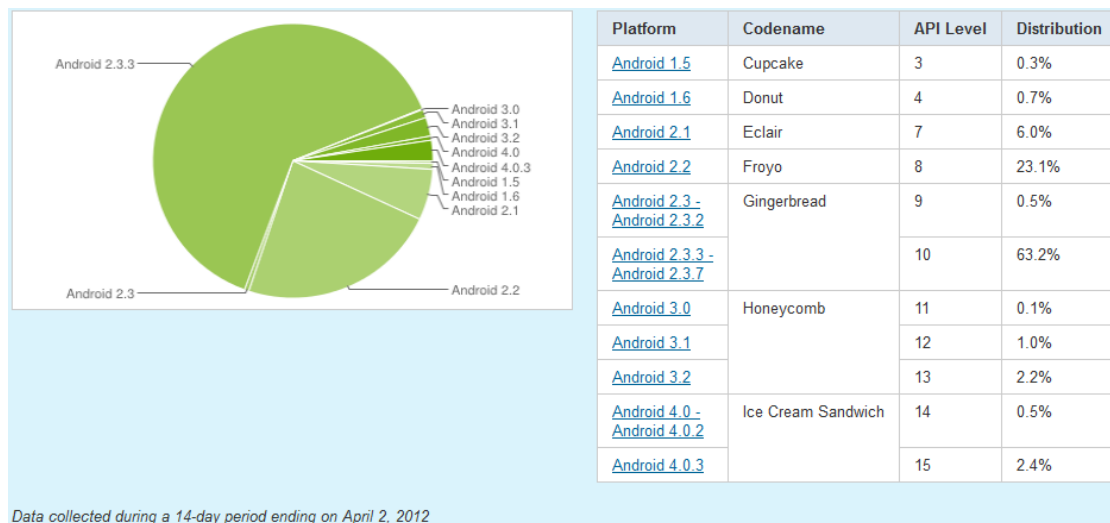 Android 2.3.3
Android 3.0
Android 3.1
Android 3.2
Android 4.0
Android 4.0.3
Android 1.5
Android 1.6
Android 2.1
Android 2.3
Android 2.2
Platform Codename API Level Distribution
Android 1.5 Cupcake 3 0.3%
Android 1.6 Donut 4 0.7%
Android 2.1 Eclair 7 6.0%
Android 2.2 Froyo 8 23.1%
Android 2.3 - Gingerbread 9 0.5%
Android 2.3.2
Android 2.3.3 - 10 63.2%
Android 2.3.7
Android 3.0 Honeycomb 11 0.1%
Android 3.1 12 1.0%
Android 3.2 13 2.2%
Android 4.0 - Ice Cream Sandwich 14 0.5%
Android 4.0.2
Android 4.0.3 15 2.4%
Data collected during a 14-day period ending on April 2, 2012